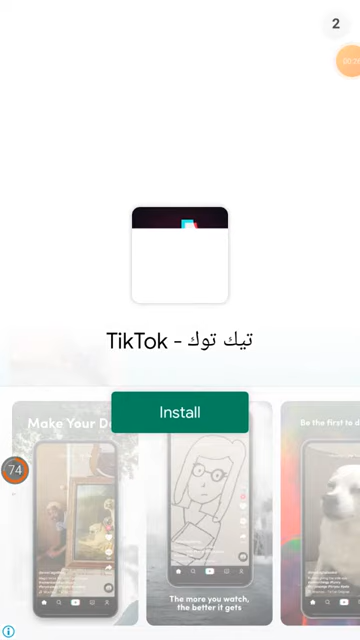 2
TikTok - تيك توك
Install
Make Your D
Be the first to d
74
The more you watch,
the better it gets